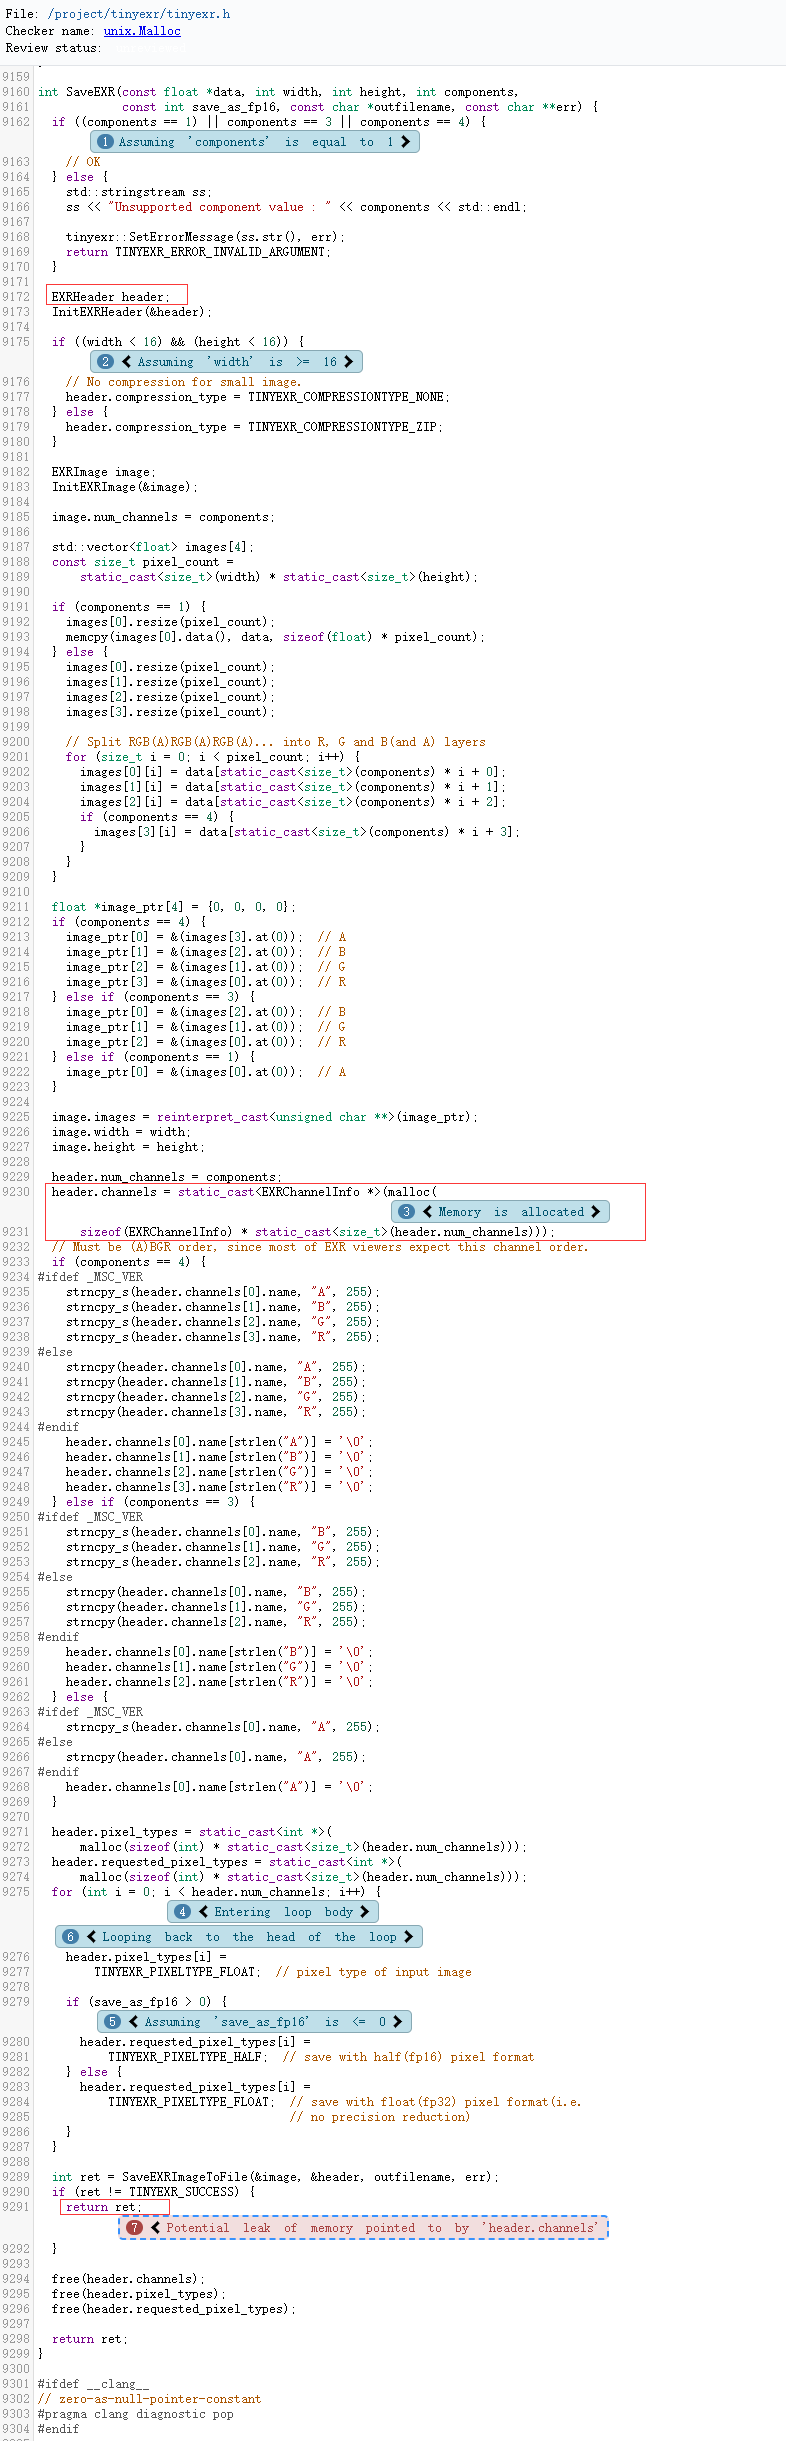 File: /project/tinyexr/tinyexr.h
Checker name: unix.Malloc
Review status:
9159
9160 int SaveEXR(const float *data, int width, int height, int components,
9161             const int save_as_fp16, const char *outfilename, const char **err) {
9162   if ((components == 1) || components == 3 || components == 4) {
1 Assuming 'components' is equal to 1 ❯
9163     // OK
9164   } else {
9165     std::stringstream ss;
9166     ss << "Unsupported component value : " << components << std::endl;
9167
9168     tinyexr::SetErrorMessage(ss.str(), err);
9169     return TINYEXR_ERROR_INVALID_ARGUMENT;
9170   }
9171
9172   EXRHeader header;
9173   InitEXRHeader(&header);
9174
9175   if ((width < 16) && (height < 16)) {
2 ❮ Assuming 'width' is >= 16 ❯
9176     // No compression for small image.
9177     header.compression_type = TINYEXR_COMPRESSIONTYPE_NONE;
9178   } else {
9179     header.compression_type = TINYEXR_COMPRESSIONTYPE_ZIP;
9180   }
9181
9182   EXRImage image;
9183   InitEXRImage(&image);
9184
9185   image.num_channels = components;
9186
9187   std::vector<float> images[4];
9188   const size_t pixel_count =
9189       static_cast<size_t>(width) * static_cast<size_t>(height);
9190
9191   if (components == 1) {
9192     images[0].resize(pixel_count);
9193     memcpy(images[0].data(), data, sizeof(float) * pixel_count);
9194   } else {
9195     images[0].resize(pixel_count);
9196     images[1].resize(pixel_count);
9197     images[2].resize(pixel_count);
9198     images[3].resize(pixel_count);
9199
9200     // Split RGB(A)RGB(A)RGB(A)... into R, G and B(and A) layers
9201     for (size_t i = 0; i < pixel_count; i++) {
9202       images[0][i] = data[static_cast<size_t>(components) * i + 0];
9203       images[1][i] = data[static_cast<size_t>(components) * i + 1];
9204       images[2][i] = data[static_cast<size_t>(components) * i + 2];
9205       if (components == 4) {
9206         images[3][i] = data[static_cast<size_t>(components) * i + 3];
9207       }
9208     }
9209   }
9210
9211   float *image_ptr[4] = {0, 0, 0, 0};
9212   if (components == 4) {
9213     image_ptr[0] = &(images[3].at(0));  // A
9214     image_ptr[1] = &(images[2].at(0));  // B
9215     image_ptr[2] = &(images[1].at(0));  // G
9216     image_ptr[3] = &(images[0].at(0));  // R
9217   } else if (components == 3) {
9218     image_ptr[0] = &(images[2].at(0));  // B
9219     image_ptr[1] = &(images[1].at(0));  // G
9220     image_ptr[2] = &(images[0].at(0));  // R
9221   } else if (components == 1) {
9222     image_ptr[0] = &(images[0].at(0));  // A
9223   }
9224
9225   image.images = reinterpret_cast<unsigned char **>(image_ptr);
9226   image.width = width;
9227   image.height = height;
9228
9229   header.num_channels = components;
9230   header.channels = static_cast<EXRChannelInfo *>(malloc(
3 ❮ Memory is allocated ❯
9231       sizeof(EXRChannelInfo) * static_cast<size_t>(header.num_channels)));
9232   // Must be (A)BGR order, since most of EXR viewers expect this channel order.
9233   if (components == 4) {
9234 #ifdef _MSC_VER
9235     strncpy_s(header.channels[0].name, "A", 255);
9236     strncpy_s(header.channels[1].name, "B", 255);
9237     strncpy_s(header.channels[2].name, "G", 255);
9238     strncpy_s(header.channels[3].name, "R", 255);
9239 #else
9240     strncpy(header.channels[0].name, "A", 255);
9241     strncpy(header.channels[1].name, "B", 255);
9242     strncpy(header.channels[2].name, "G", 255);
9243     strncpy(header.channels[3].name, "R", 255);
9244 #endif
9245     header.channels[0].name[strlen("A")] = '\0';
9246     header.channels[1].name[strlen("B")] = '\0';
9247     header.channels[2].name[strlen("G")] = '\0';
9248     header.channels[3].name[strlen("R")] = '\0';
9249   } else if (components == 3) {
9250 #ifdef _MSC_VER
9251     strncpy_s(header.channels[0].name, "B", 255);
9252     strncpy_s(header.channels[1].name, "G", 255);
9253     strncpy_s(header.channels[2].name, "R", 255);
9254 #else
9255     strncpy(header.channels[0].name, "B", 255);
9256     strncpy(header.channels[1].name, "G", 255);
9257     strncpy(header.channels[2].name, "R", 255);
9258 #endif
9259     header.channels[0].name[strlen("B")] = '\0';
9260     header.channels[1].name[strlen("G")] = '\0';
9261     header.channels[2].name[strlen("R")] = '\0';
9262   } else {
9263 #ifdef _MSC_VER
9264     strncpy_s(header.channels[0].name, "A", 255);
9265 #else
9266     strncpy(header.channels[0].name, "A", 255);
9267 #endif
9268     header.channels[0].name[strlen("A")] = '\0';
9269   }
9270
9271   header.pixel_types = static_cast<int *>(
9272       malloc(sizeof(int) * static_cast<size_t>(header.num_channels)));
9273   header.requested_pixel_types = static_cast<int *>(
9274       malloc(sizeof(int) * static_cast<size_t>(header.num_channels)));
9275   for (int i = 0; i < header.num_channels; i++) {
4 ❮ Entering loop body ❯
6 ❮ Looping back to the head of the loop ❯
9276     header.pixel_types[i] =
9277         TINYEXR_PIXELTYPE_FLOAT;  // pixel type of input image
9278
9279     if (save_as_fp16 > 0) {
5 ❮ Assuming 'save_as_fp16' is <= 0 ❯
9280       header.requested_pixel_types[i] =
9281           TINYEXR_PIXELTYPE_HALF;  // save with half(fp16) pixel format
9282     } else {
9283       header.requested_pixel_types[i] =
9284           TINYEXR_PIXELTYPE_FLOAT;  // save with float(fp32) pixel format(i.e.
9285                                     // no precision reduction)
9286     }
9287   }
9288
9289   int ret = SaveEXRImageToFile(&image, &header, outfilename, err);
9290   if (ret != TINYEXR_SUCCESS) {
9291     return ret;
7 ❮ Potential leak of memory pointed to by 'header.channels'
9292   }
9293
9294   free(header.channels);
9295   free(header.pixel_types);
9296   free(header.requested_pixel_types);
9297
9298   return ret;
9299 }
9300
9301 #ifdef __clang__
9302 // zero-as-null-pointer-constant
9303 #pragma clang diagnostic pop
9304 #endif